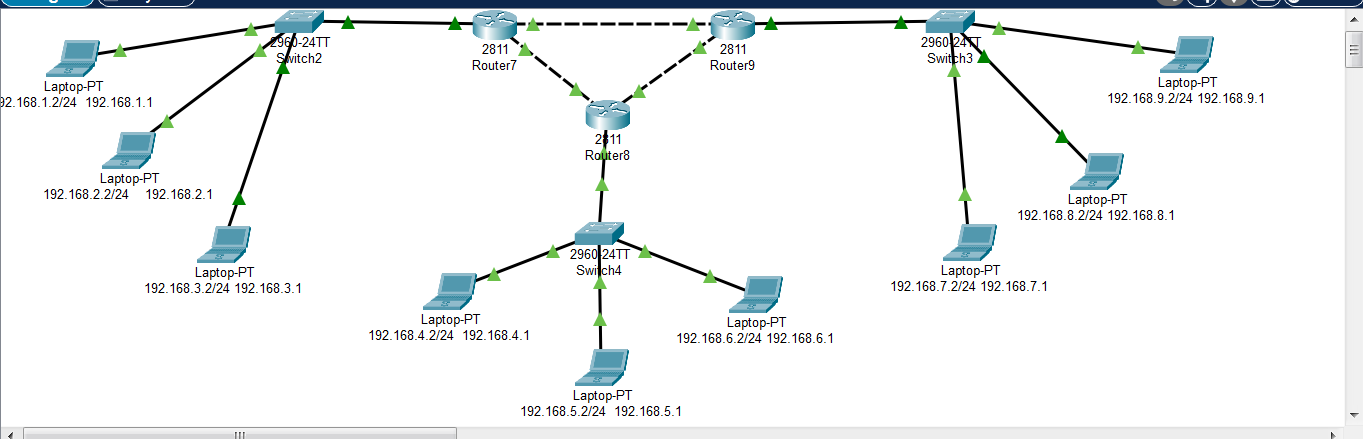 2960-24TT
Switch2
2811
Router7
2811
Router9
2960-24TT
Switch3
Laptop-PT
92.168.1.2/24 192.168.1.1
Laptop-PT
192.168.9.2/24 192.168.9.1
2811
Router8
Laptop-PT
192.168.2.2/24 192.168.2.1
Laptop-PT
192.168.8.2/24 192.168.8.1
2960-24TT
Switch4
Laptop-PT
192.168.3.2/24 192.168.3.1
Laptop-PT
192.168.7.2/24 192.168.7.1
Laptop-PT
192.168.4.2/24 192.168.4.1
Laptop-PT
192.168.6.2/24 192.168.6.1
Laptop-PT
192.168.5.2/24 192.168.5.1